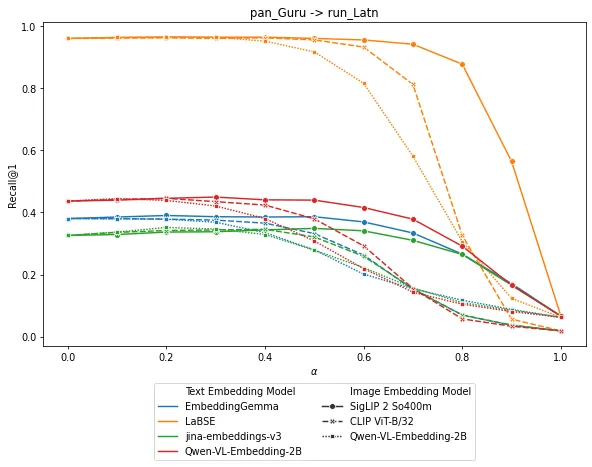 pan_Guru -> run_Latn
1.0
0.8
0.6
0.4
0.2
0.0
Recall@1
0.0 0.2 0.4 0.6 0.8 1.0
α
Text Embedding Model
EmbeddingGemma
LaBSE
jina-embeddings-v3
Qwen-VL-Embedding-2B
Image Embedding Model
SigLIP 2 So400m
CLIP ViT-B/32
Qwen-VL-Embedding-2B